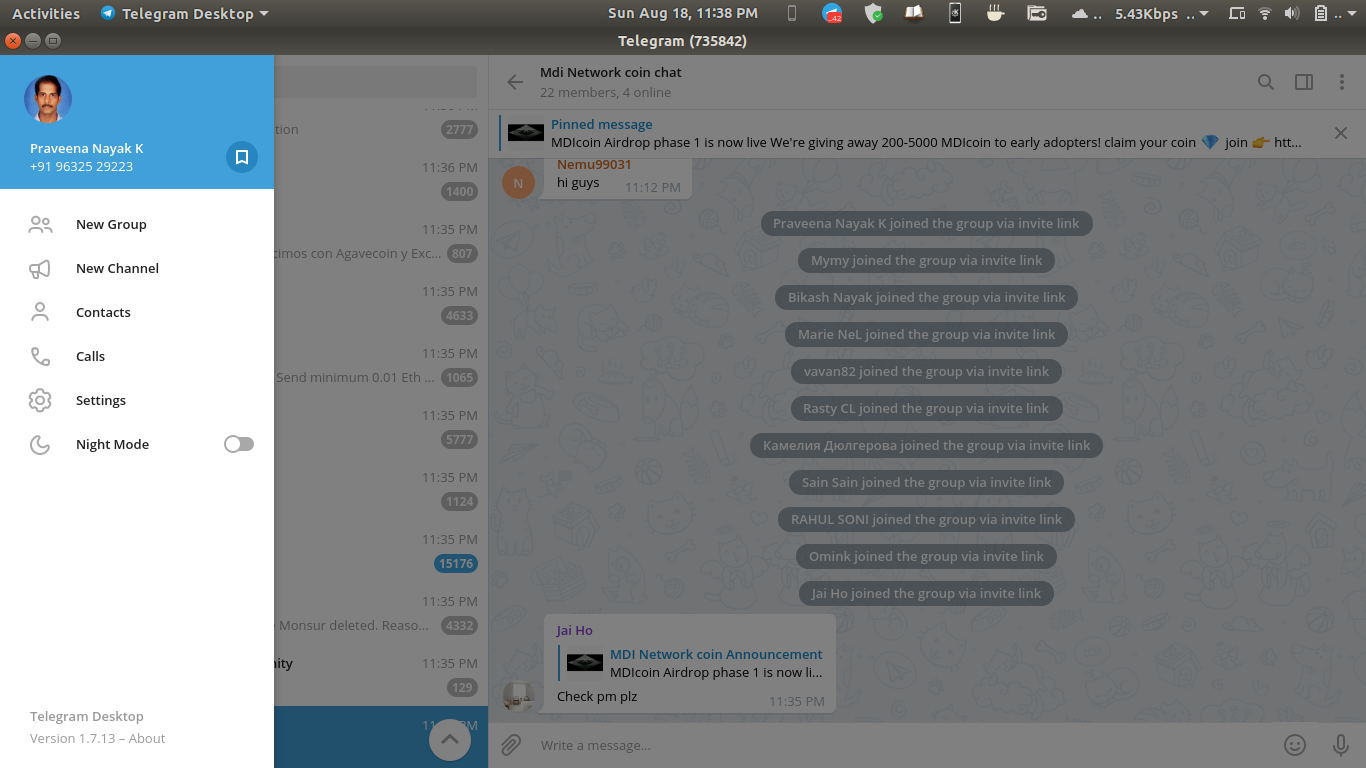 Activities
Telegram Desktop
Sun Aug 18, 11:38 PM
.42
..
5.43Kbps
..
..
Telegram (735842)
Praveena Nayak K
+91 96325 29223
New Group
New Channel
Contacts
Calls
Settings
Night Mode
Telegram Desktop
Version 1.7.13 – About
tion
2777
11:36 PM
1400
11:35 PM
cimos con Agavecoin y Exc...
807
11:35 PM
4633
11:35 PM
Send minimum 0.01 Eth ...
1065
11:35 PM
5777
11:35 PM
1124
11:35 PM
15176
11:35 PM
Monsur deleted. Reaso...
4332
nity
11:35 PM
129
Mdi Network coin chat
22 members, 4 online
Pinned message
MDIcoin Airdrop phase 1 is now live We're giving away 200-5000 MDIcoin to early adopters! claim your coin 💎 join 👉 htt...
Nemu99031
N
hi guys
11:12 PM
Praveena Nayak K joined the group via invite link
Mymy joined the group via invite link
Bikash Nayak joined the group via invite link
Marie NeL joined the group via invite link
vavan82 joined the group via invite link
Rasty CL joined the group via invite link
Камелия Дюлгерова joined the group via invite link
Sain Sain joined the group via invite link
RAHUL SONI joined the group via invite link
Omink joined the group via invite link
Jai Ho joined the group via invite link
Jai Ho
MDI Network coin Announcement
MDIcoin Airdrop phase 1 is now li...
Check pm plz
11:35 PM
Write a message...